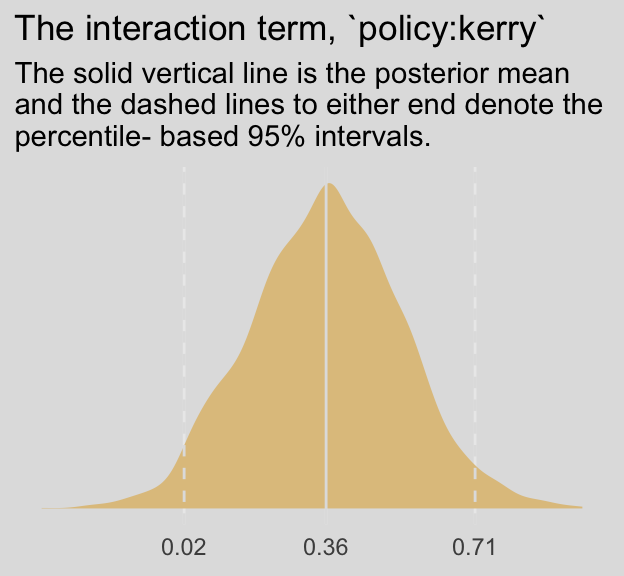 The interaction term, `policy:kerry`
The solid vertical line is the posterior mean
and the dashed lines to either end denote the
percentile- based 95% intervals.
0.02 0.36 0.71